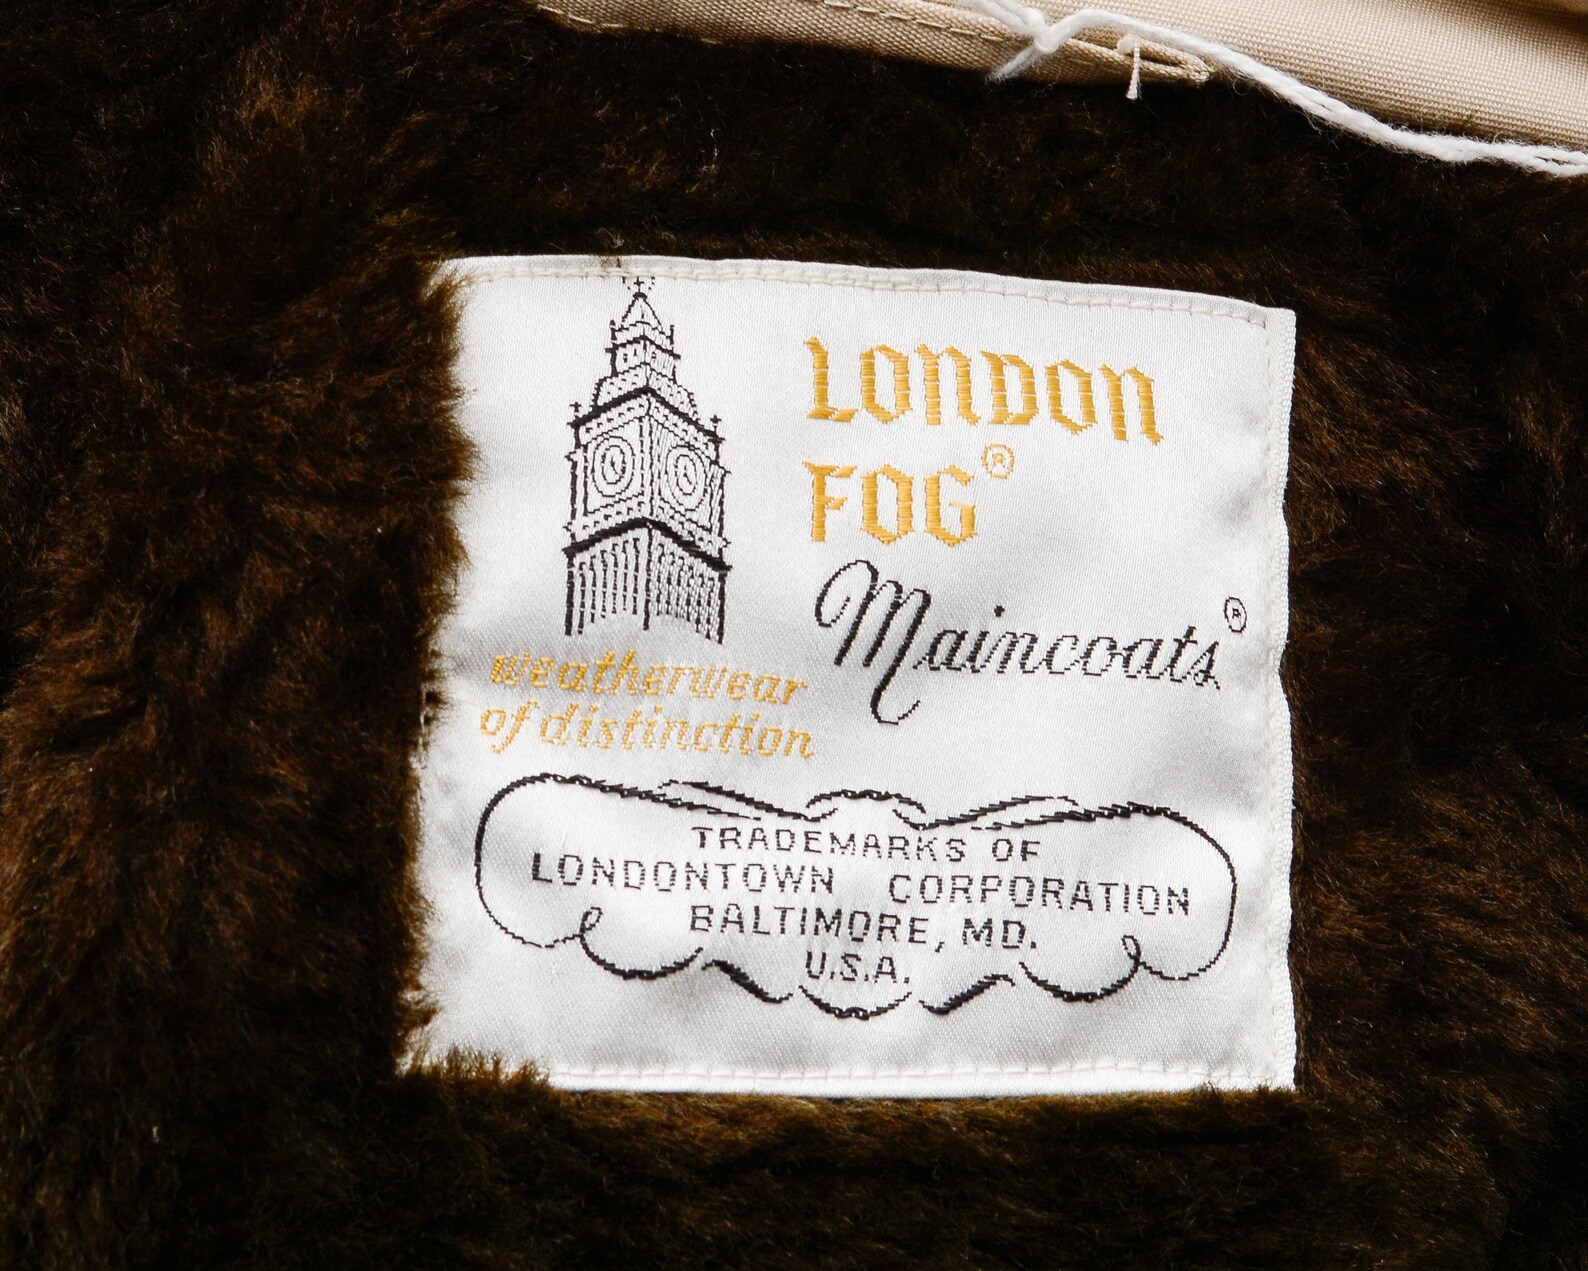 LONDON
FOG®
Maincoats®
weatherwear
of distinction
TRADEMARKS OF
LONDONTOWN CORPORATION
BALTIMORE, MD.
U.S.A.